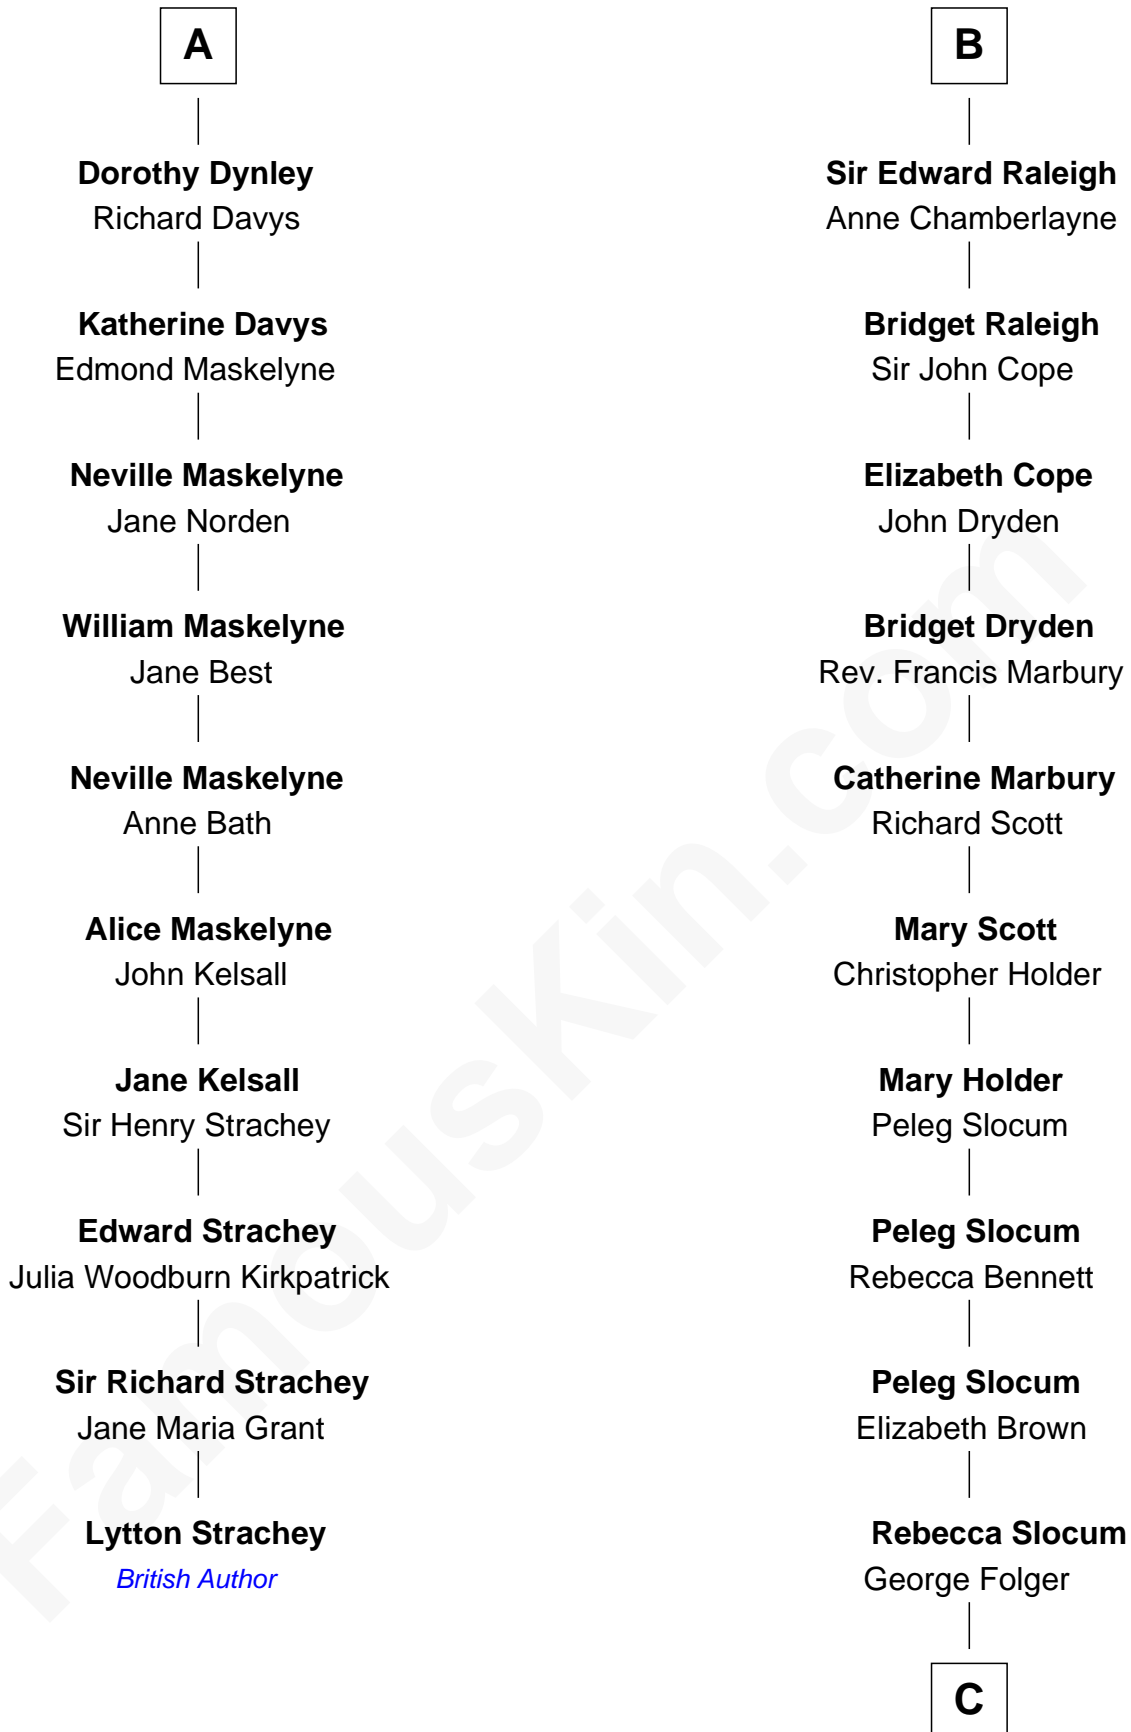 A
Dorothy Dynley
Richard Davys
Katherine Davys
Edmond Maskelyne
Neville Maskelyne
Jane Norden
William Maskelyne
Jane Best
Neville Maskelyne
Anne Bath
Alice Maskelyne
John Kelsall
Jane Kelsall
Sir Henry Strachey
Edward Strachey
Julia Woodburn Kirkpatrick
Sir Richard Strachey
Jane Maria Grant
Lytton Strachey
British Author
B
Sir Edward Raleigh
Anne Chamberlayne
Bridget Raleigh
Sir John Cope
Elizabeth Cope
John Dryden
Bridget Dryden
Rev. Francis Marbury
Catherine Marbury
Richard Scott
Mary Scott
Christopher Holder
Mary Holder
Peleg Slocum
Peleg Slocum
Rebecca Bennett
Peleg Slocum
Elizabeth Brown
Rebecca Slocum
George Folger
C
FamousKin.com